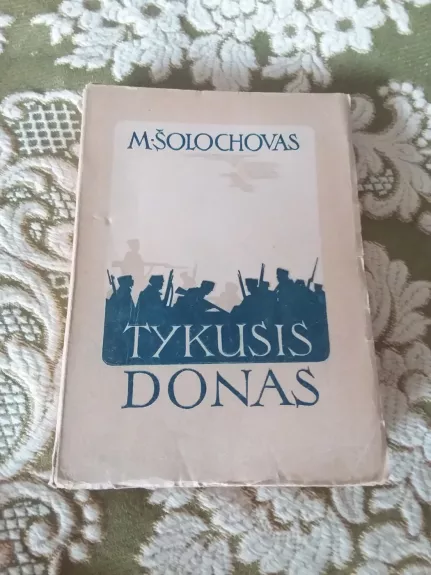 M. ŠOLOCHOVAS
TYKUSIS
DONAS